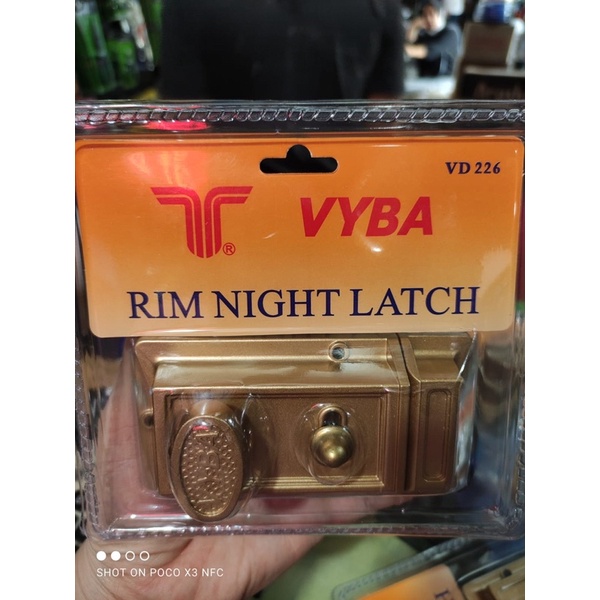 VD 226
VYBA
®
RIM NIGHT LATCH
SHOT ON POCO X3 NFC